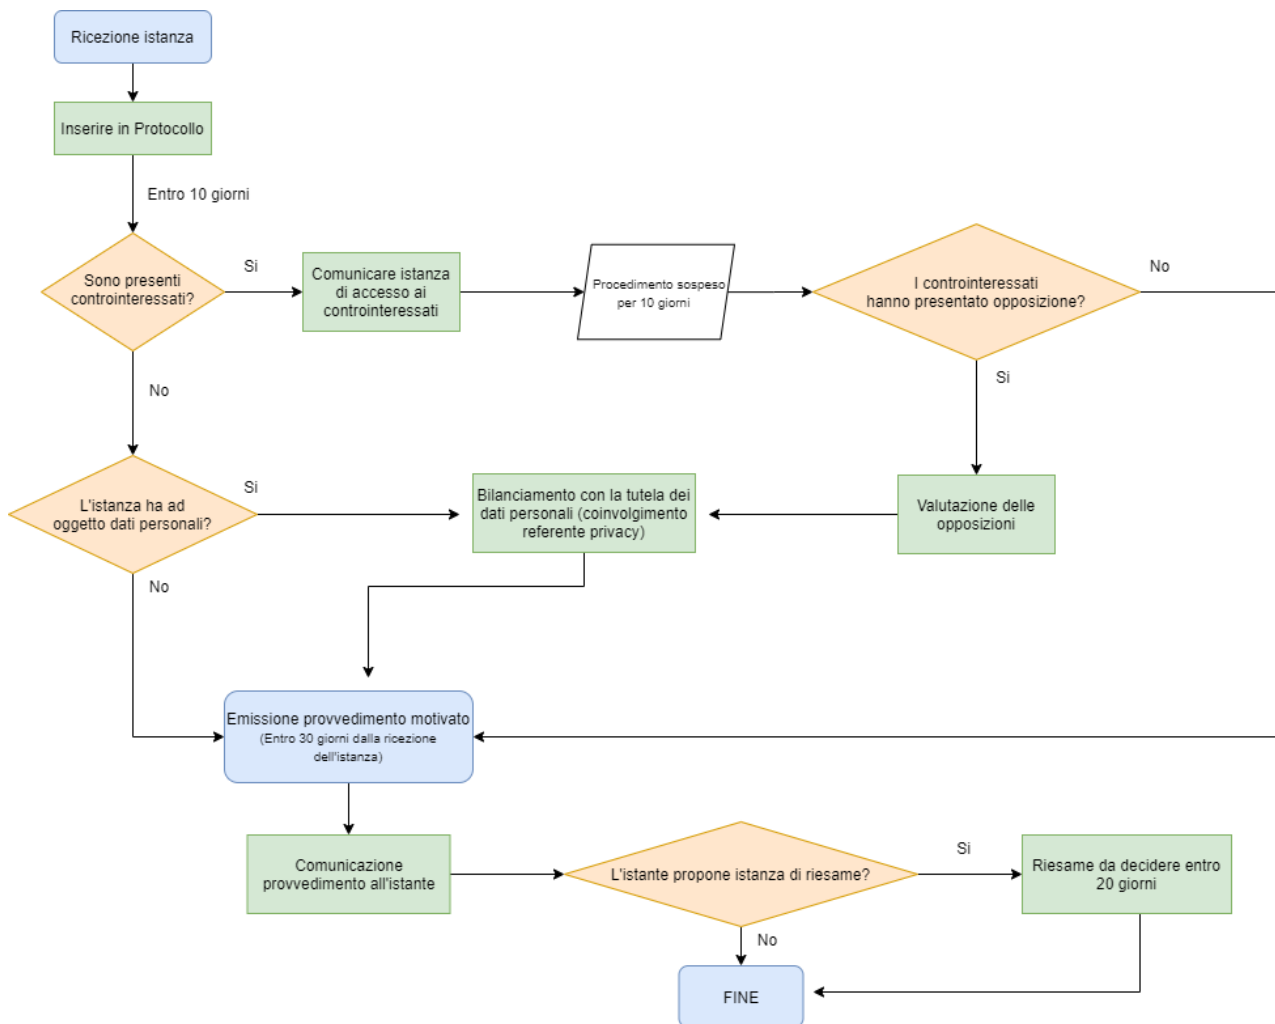 Ricezione istanza
Inserire in Protocollo
Entro 10 giorni
Sono presenti
controinteressati?
Si
Comunicare istanza
di accesso ai
controinteressati
Procedimento sospeso
per 10 giorni
I controinteressati
hanno presentato opposizione?
No
No
Si
L'istanza ha ad
oggetto dati personali?
Si
Bilanciamento con la tutela dei
dati personali (coinvolgimento
referente privacy)
Valutazione delle
opposizioni
No
Emissione provvedimento motivato
(Entro 30 giorni dalla ricezione
dell'istanza)
Comunicazione
provvedimento all'istante
L'istante propone istanza di riesame?
Si
Riesame da decidere entro
20 giorni
No
FINE